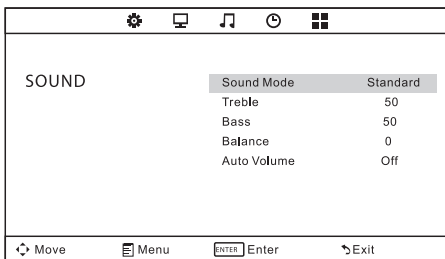 SOUND
Sound Mode Standard
Treble 50
Bass 50
Balance 0
Auto Volume Off
Move Menu ENTER Enter Exit